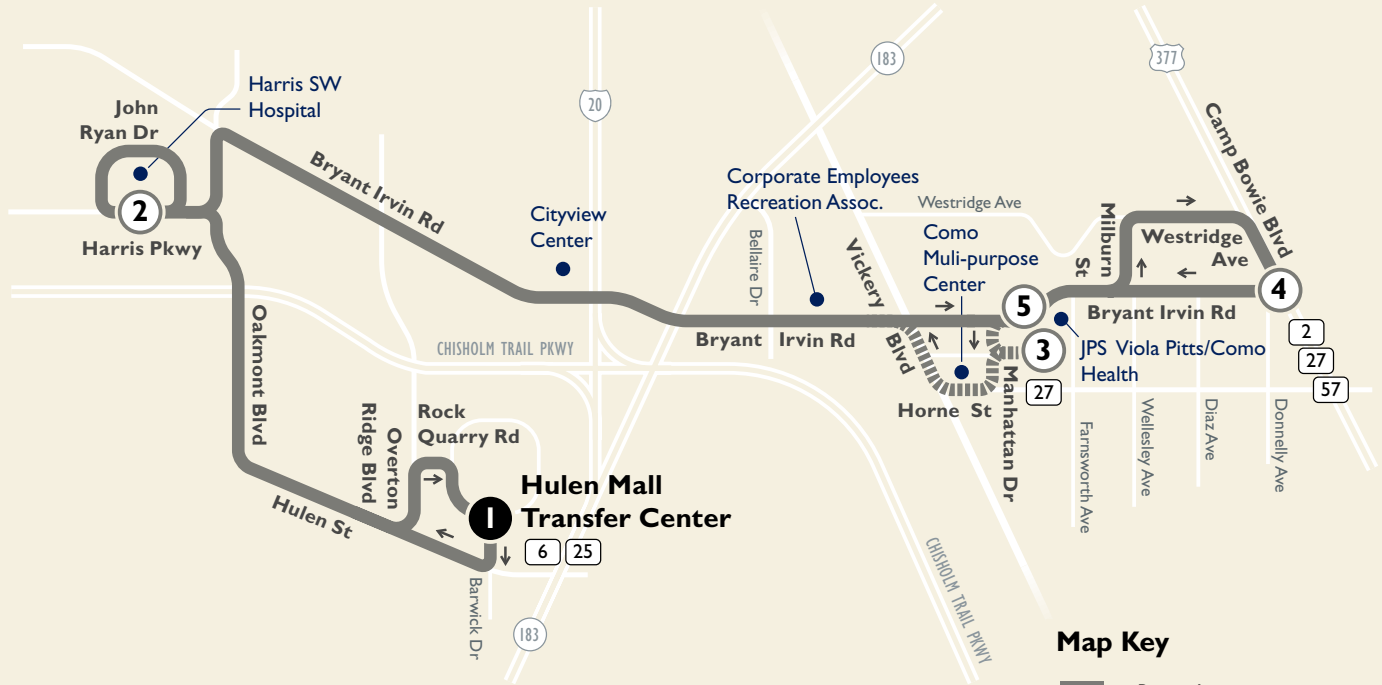 377
183
Harris SW
Hospital
John
Ryan Dr
20
Camp Bowie Blvd
Bryant Irvin Rd
Corporate Employees
Recreation Assoc.
2
Harris Pkwy
Cityview
Center
Westridge Ave
Como
Muli-purpose
Center
Bellaire Dr
Vickery
Blvd
Milburn
St
Westridge
Ave
5
4
Bryant Irvin Rd
Bryant Irvin Rd
3
JPS Viola Pitts/Como
Health
2
27
57
27
CHISHOLM TRAIL PKWY
Oakmont Blvd
Horne St
Manhattan Dr
Farnsworth Ave
Wellesley Ave
Diaz Ave
Donnelly Ave
Overton
Ridge Blvd
Rock
Quarry Rd
Hulen St
1
Hulen Mall
Transfer Center
6
25
Barwick Dr
183
CHISHOLM TRAIL PKWY
Map Key